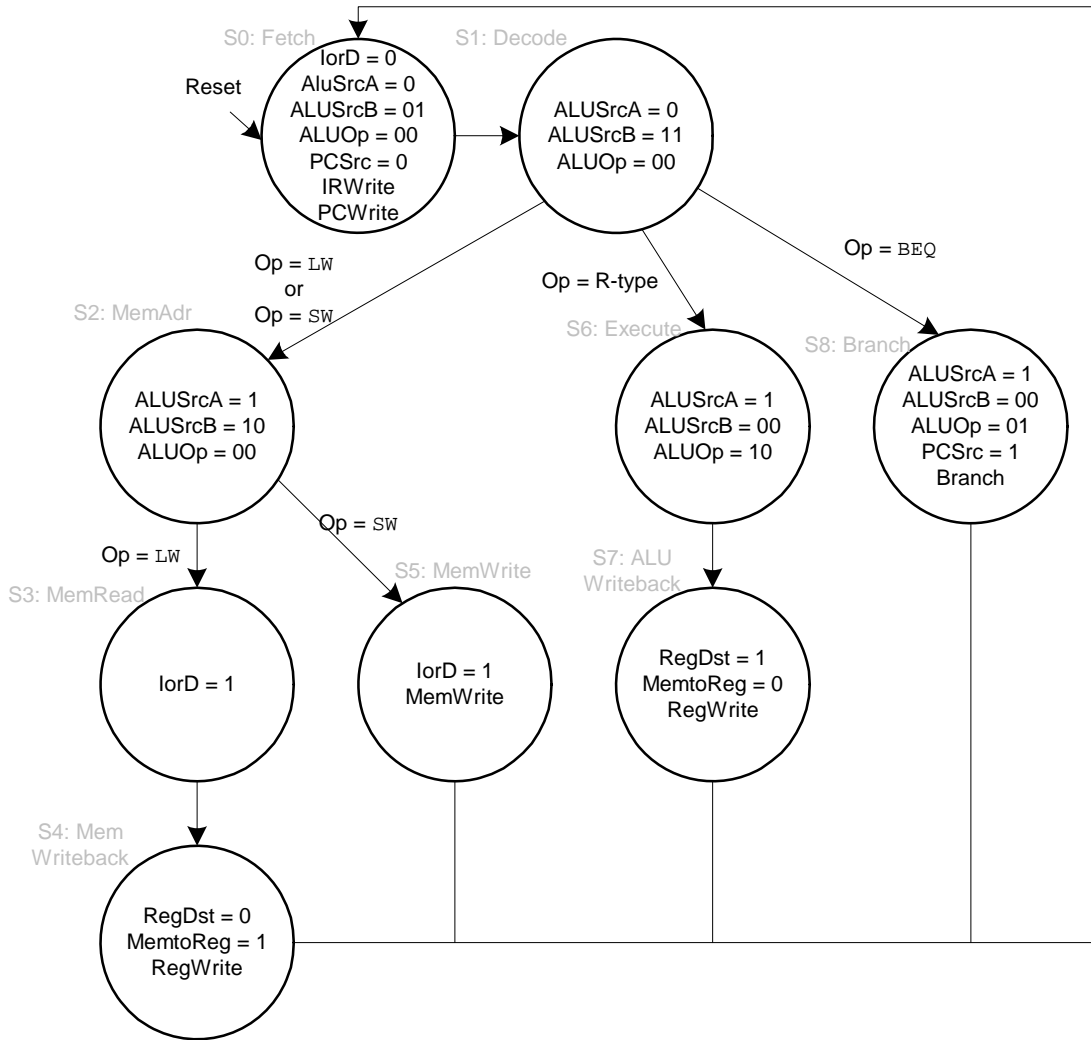 S0: Fetch
IorD = 0
AluSrcA = 0
ALUSrcB = 01
ALUOp = 00
PCSrc = 0
IRWrite
PCWrite
Reset
S1: Decode
ALUSrcA = 0
ALUSrcB = 11
ALUOp = 00
Op = LW
or
Op = SW
Op = R-type
Op = BEQ
S2: MemAdr
ALUSrcA = 1
ALUSrcB = 10
ALUOp = 00
S6: Execute
ALUSrcA = 1
ALUSrcB = 00
ALUOp = 10
S8: Branch
ALUSrcA = 1
ALUSrcB = 00
ALUOp = 01
PCSrc = 1
Branch
Op = LW
Op = SW
S3: MemRead
IorD = 1
S5: MemWrite
IorD = 1
MemWrite
S7: ALU
Writeback
RegDst = 1
MemtoReg = 0
RegWrite
S4: Mem
Writeback
RegDst = 0
MemtoReg = 1
RegWrite